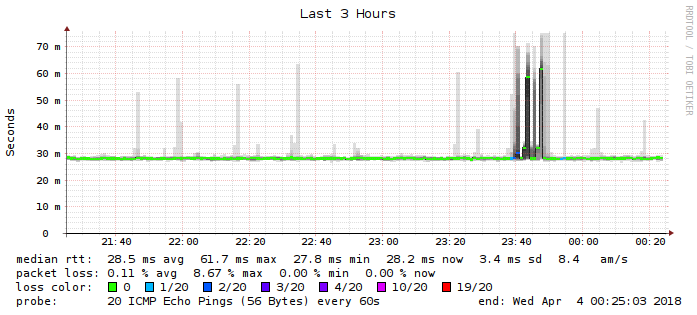 Last 3 Hours
RRDTOOL / TOBI OETIKER
Seconds
70 m
60 m
50 m
40 m
30 m
20 m
10 m
0
21:40 22:00 22:20 22:40 23:00 23:20 23:40 00:00 00:20
median rtt: 28.5 ms avg 61.7 ms max 27.8 ms min 28.2 ms now 3.4 ms sd 8.4 am/s
packet loss: 0.11 % avg 8.67 % max 0.00 % min 0.00 % now
loss color: 0 1/20 2/20 3/20 4/20 10/20 19/20
probe: 20 ICMP Echo Pings (56 Bytes) every 60s end: Wed Apr 4 00:25:03 2018